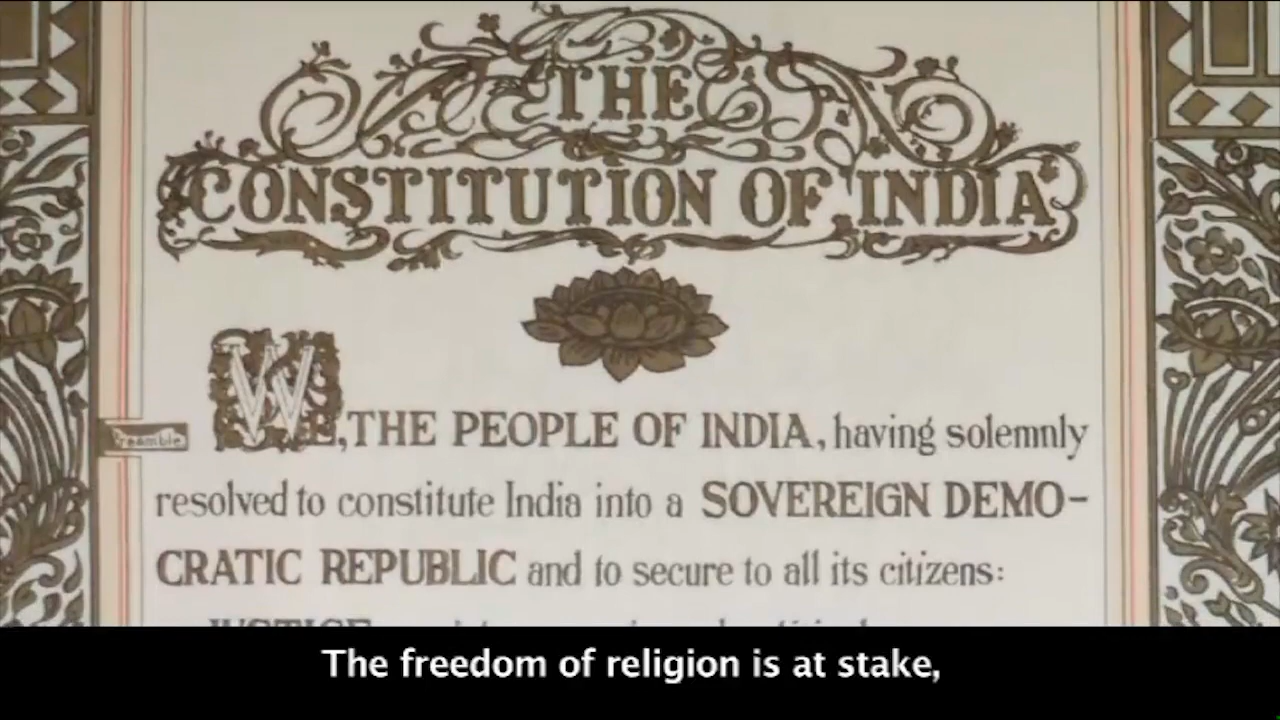 THE
CONSTITUTION OF INDIA
WE, THE PEOPLE OF INDIA, having solemnly
Preamble
resolved to constitute India into a SOVEREIGN DEMO-
CRATIC REPUBLIC and to secure to all its citizens:
JUSTICE
The freedom of religion is at stake,